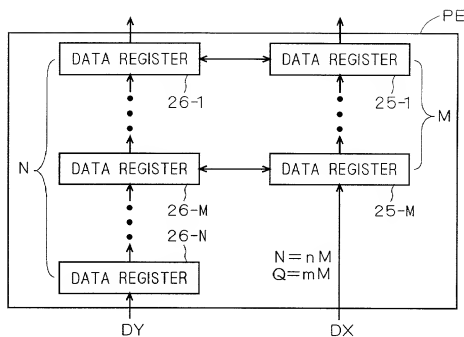 PE
DATA REGISTER
DATA REGISTER
26-1
25-1
N
M
DATA REGISTER
DATA REGISTER
26-M
25-M
26-N
N=nM
Q=mM
DATA REGISTER
DY
DX